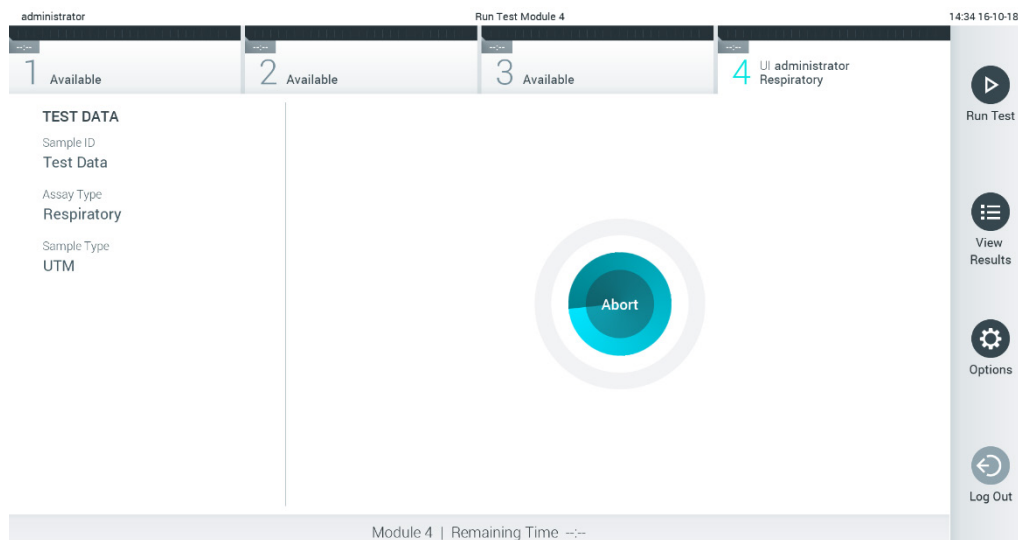 administrator
Run Test Module 4
14:34 16-10-18
--:--
1 Available
--:--
2 Available
--:--
3 Available
--:--
4 UI administrator
Respiratory
TEST DATA
Sample ID
Test Data
Assay Type
Respiratory
Sample Type
UTM
Abort
Run Test
View
Results
Options
Log Out
Module 4 | Remaining Time --:--